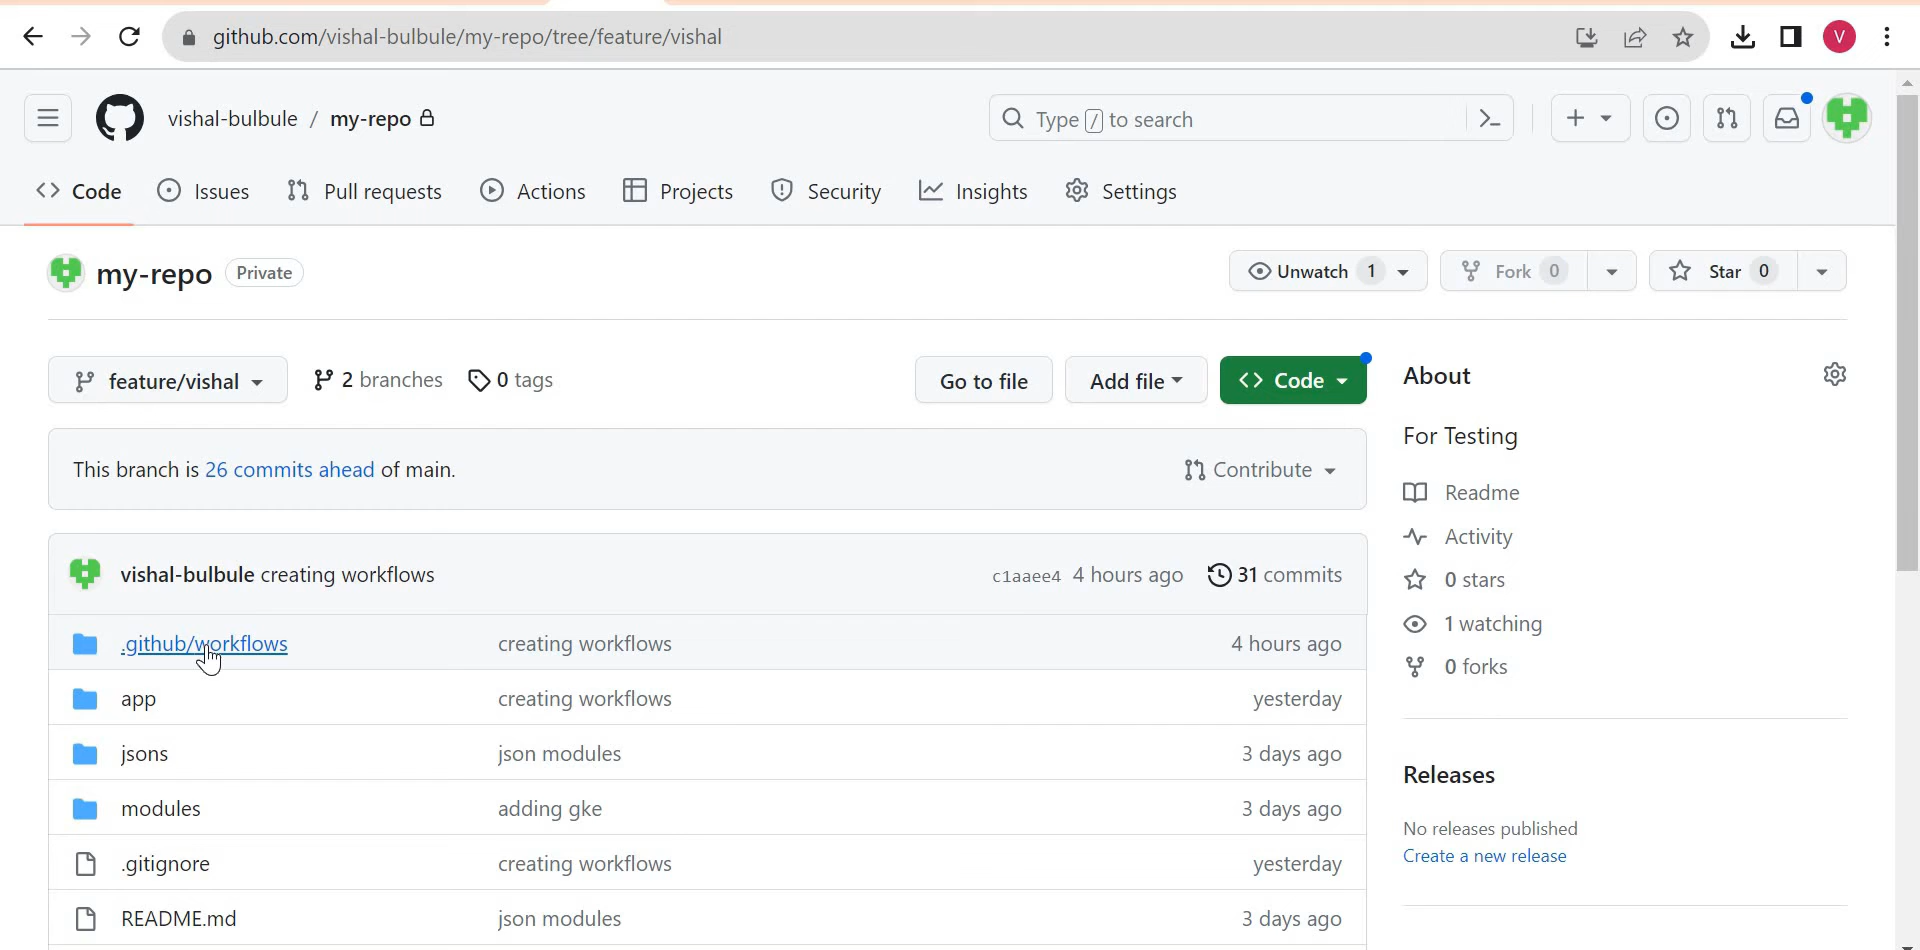 github.com/vishal-bulbule/my-repo/tree/feature/vishal
V
vishal-bulbule / my-repo
Type / to search
Code Issues Pull requests Actions Projects Security Insights Settings
my-repo Private
Unwatch 1 Fork 0 Star 0
feature/vishal 2 branches 0 tags Go to file Add file Code
About
For Testing
This branch is 26 commits ahead of main. Contribute
Readme
Activity
0 stars
1 watching
0 forks
vishal-bulbule creating workflows c1aaee4 4 hours ago 31 commits
.github/workflows creating workflows 4 hours ago
app creating workflows yesterday
jsons json modules 3 days ago
modules adding gke 3 days ago
.gitignore creating workflows yesterday
README.md json modules 3 days ago
Releases
No releases published
Create a new release